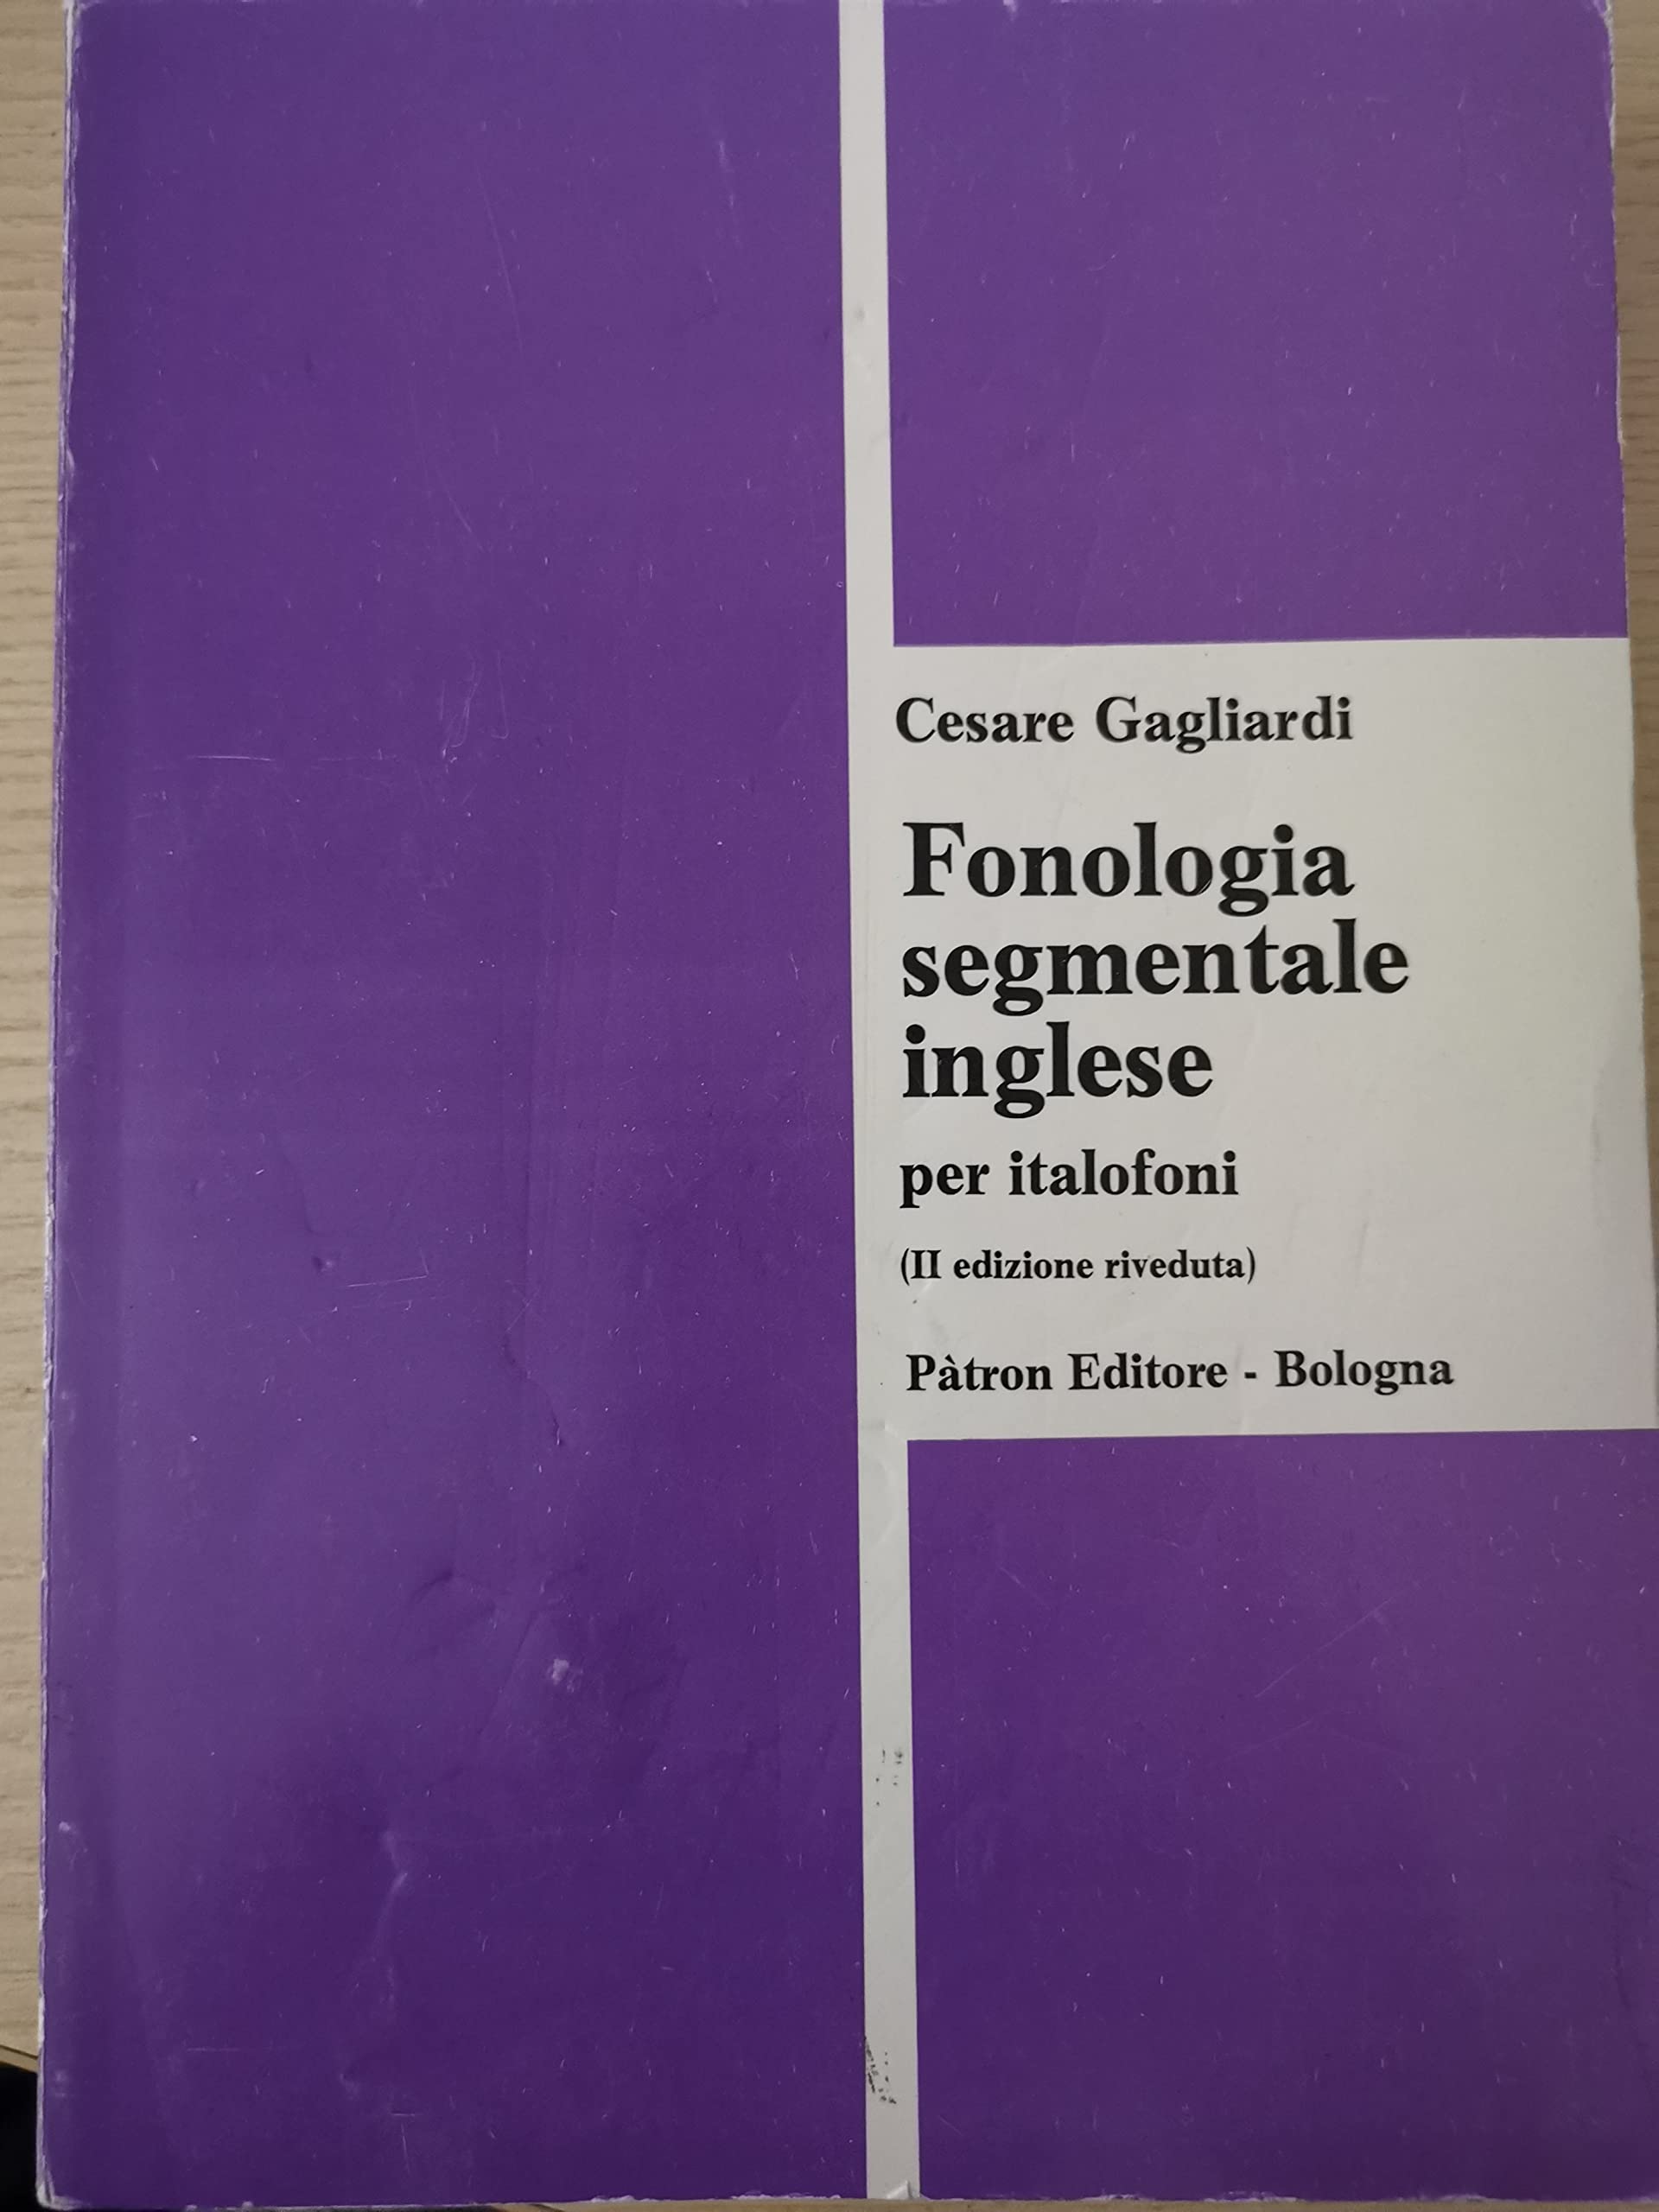 Cesare Gagliardi
Fonologia
segmentale
inglese
per italofoni
(II edizione riveduta)
Pàtron Editore - Bologna